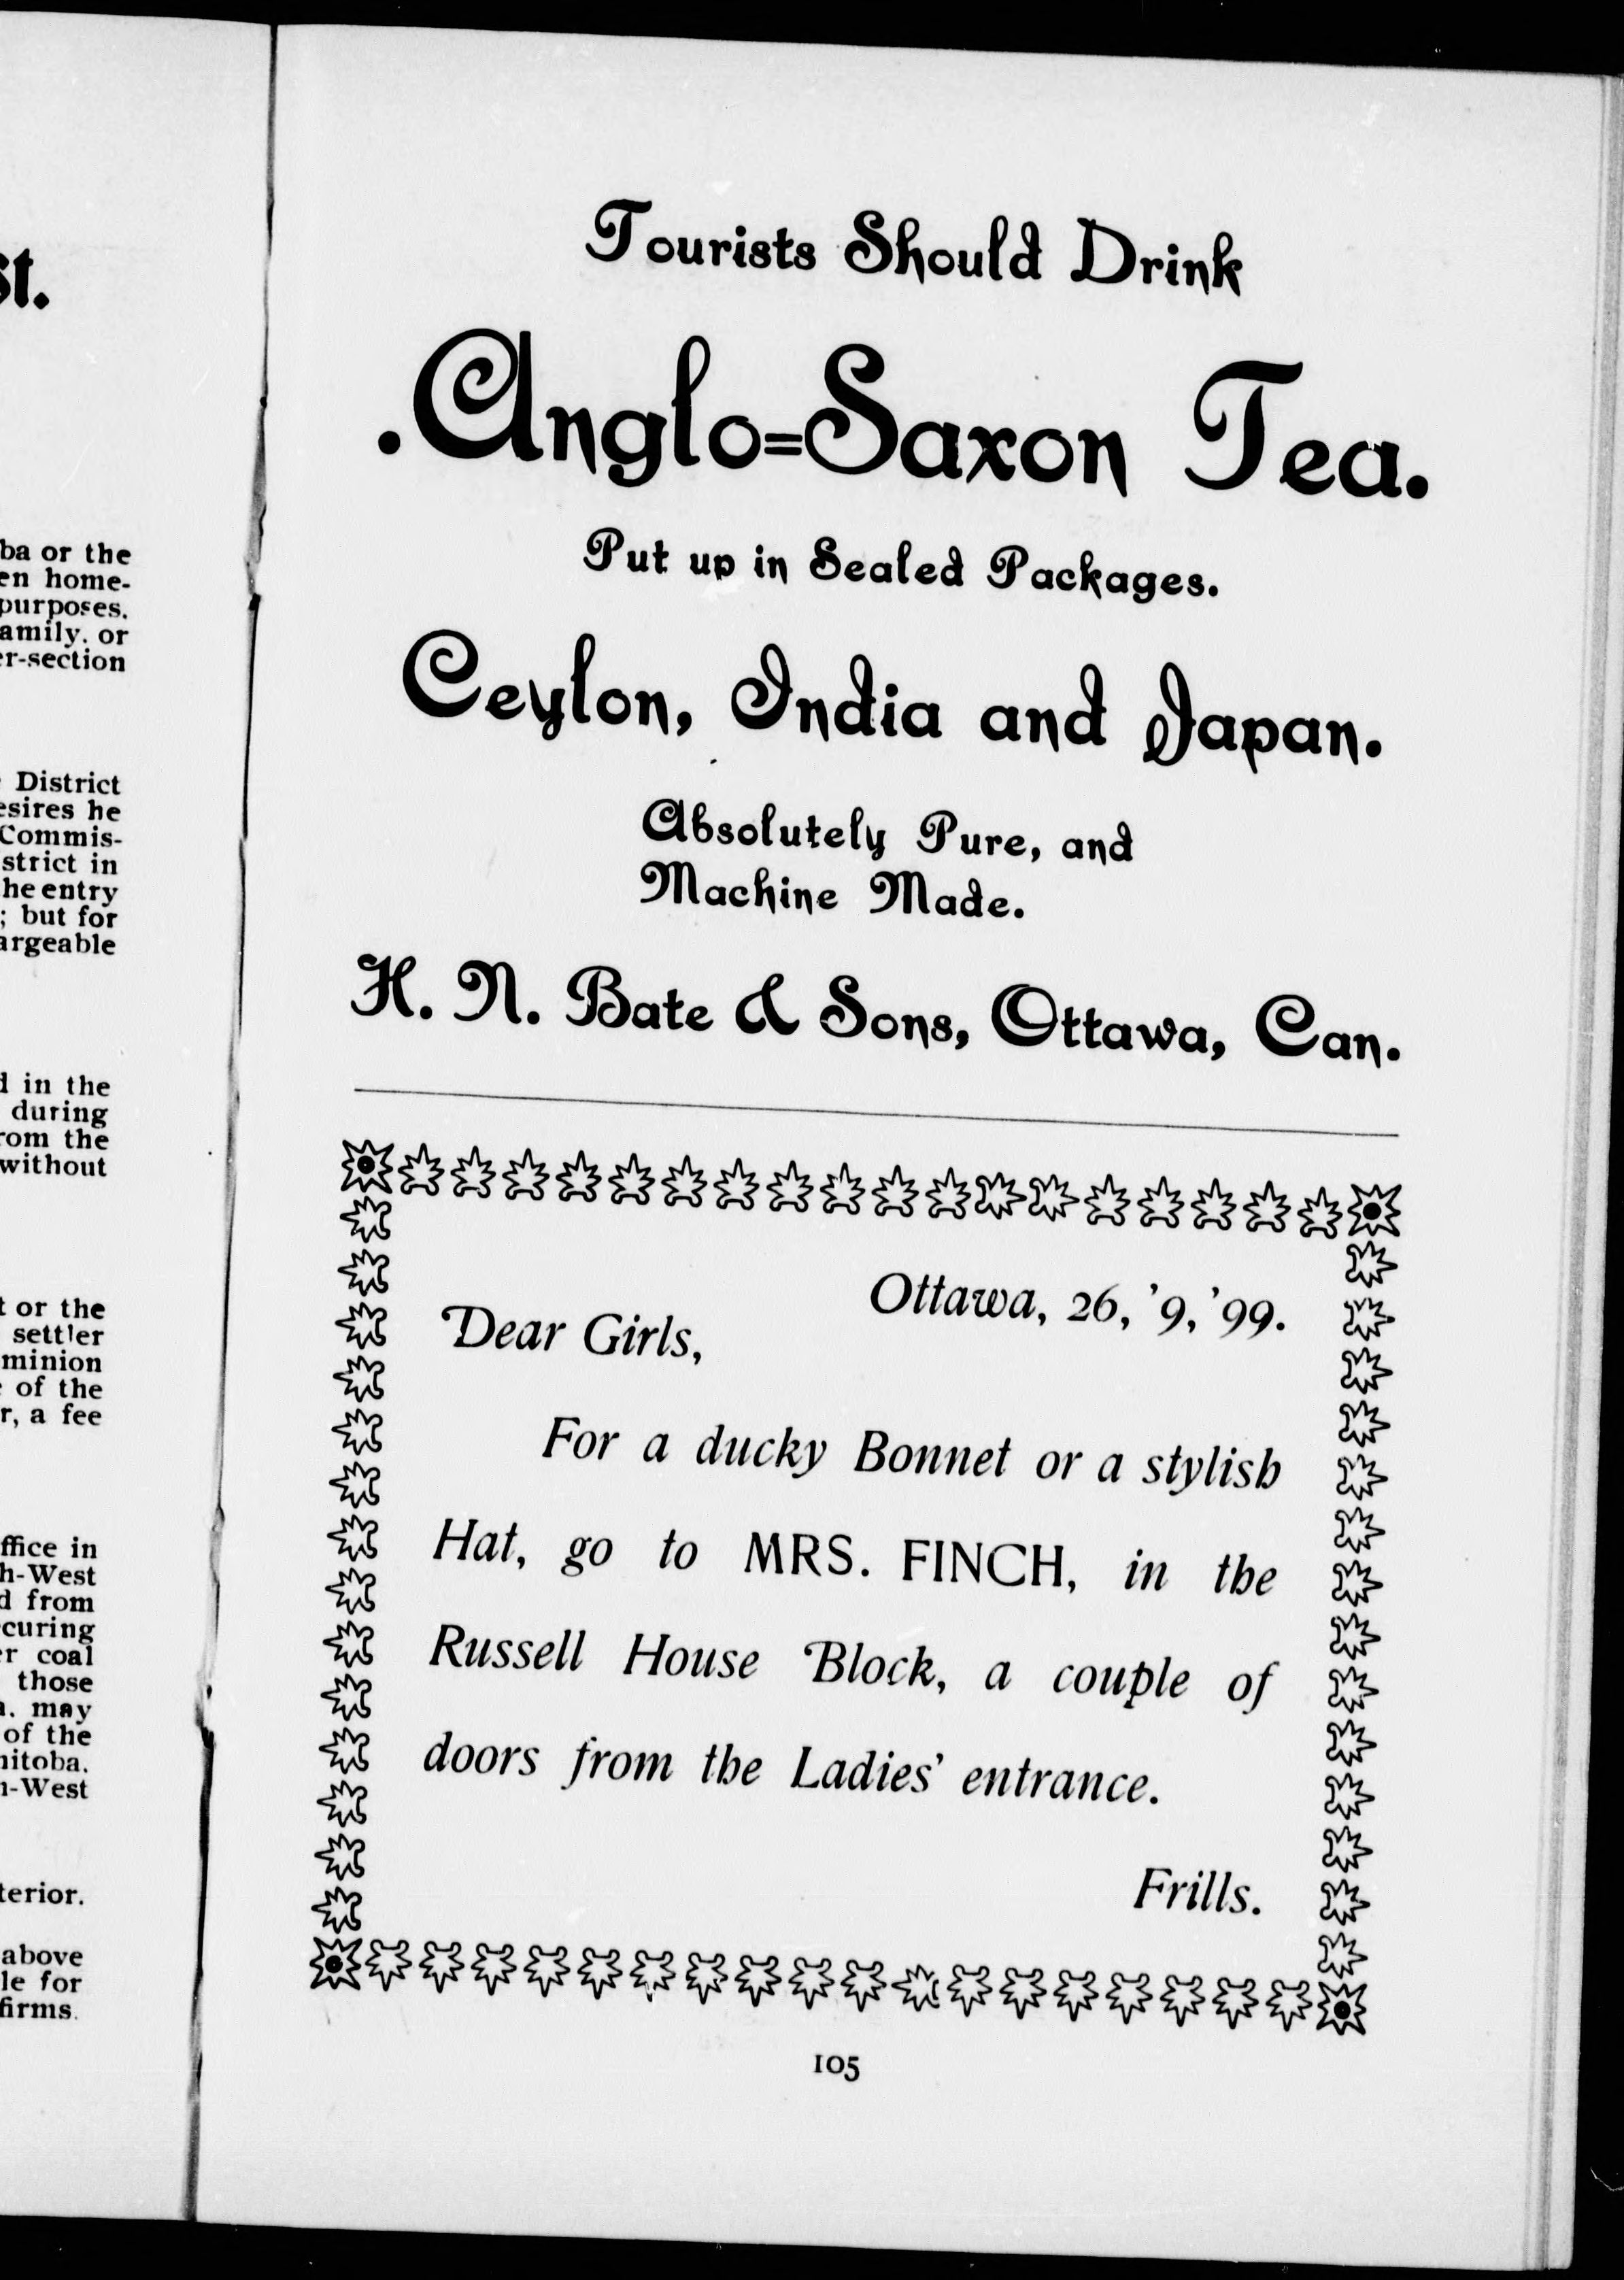 st.
ba or the
en home-
purposes.
amily. or
er-section
District
esires he
Commis-
strict in
he entry
; but for
argeable
d in the
during
rom the
without
t or the
settler
minion
of the
r, a fee
ffice in
h-West
d from
curing
er coal
those
a. may
of the
nitoba.
h-West
terior.
above
le for
firms.
Tourists Should Drink
.Anglo=Saxon Tea.
Put up in Sealed Packages.
Ceylon, India and Japan.
Absolutely Pure, and
Machine Made.
H. N. Bate & Sons, Ottawa, Can.
Ottawa, 26, '9, '99.
Dear Girls,
For a ducky Bonnet or a stylish
Hat, go to MRS. FINCH, in the
Russell House Block, a couple of
doors from the Ladies' entrance.
Frills.
105